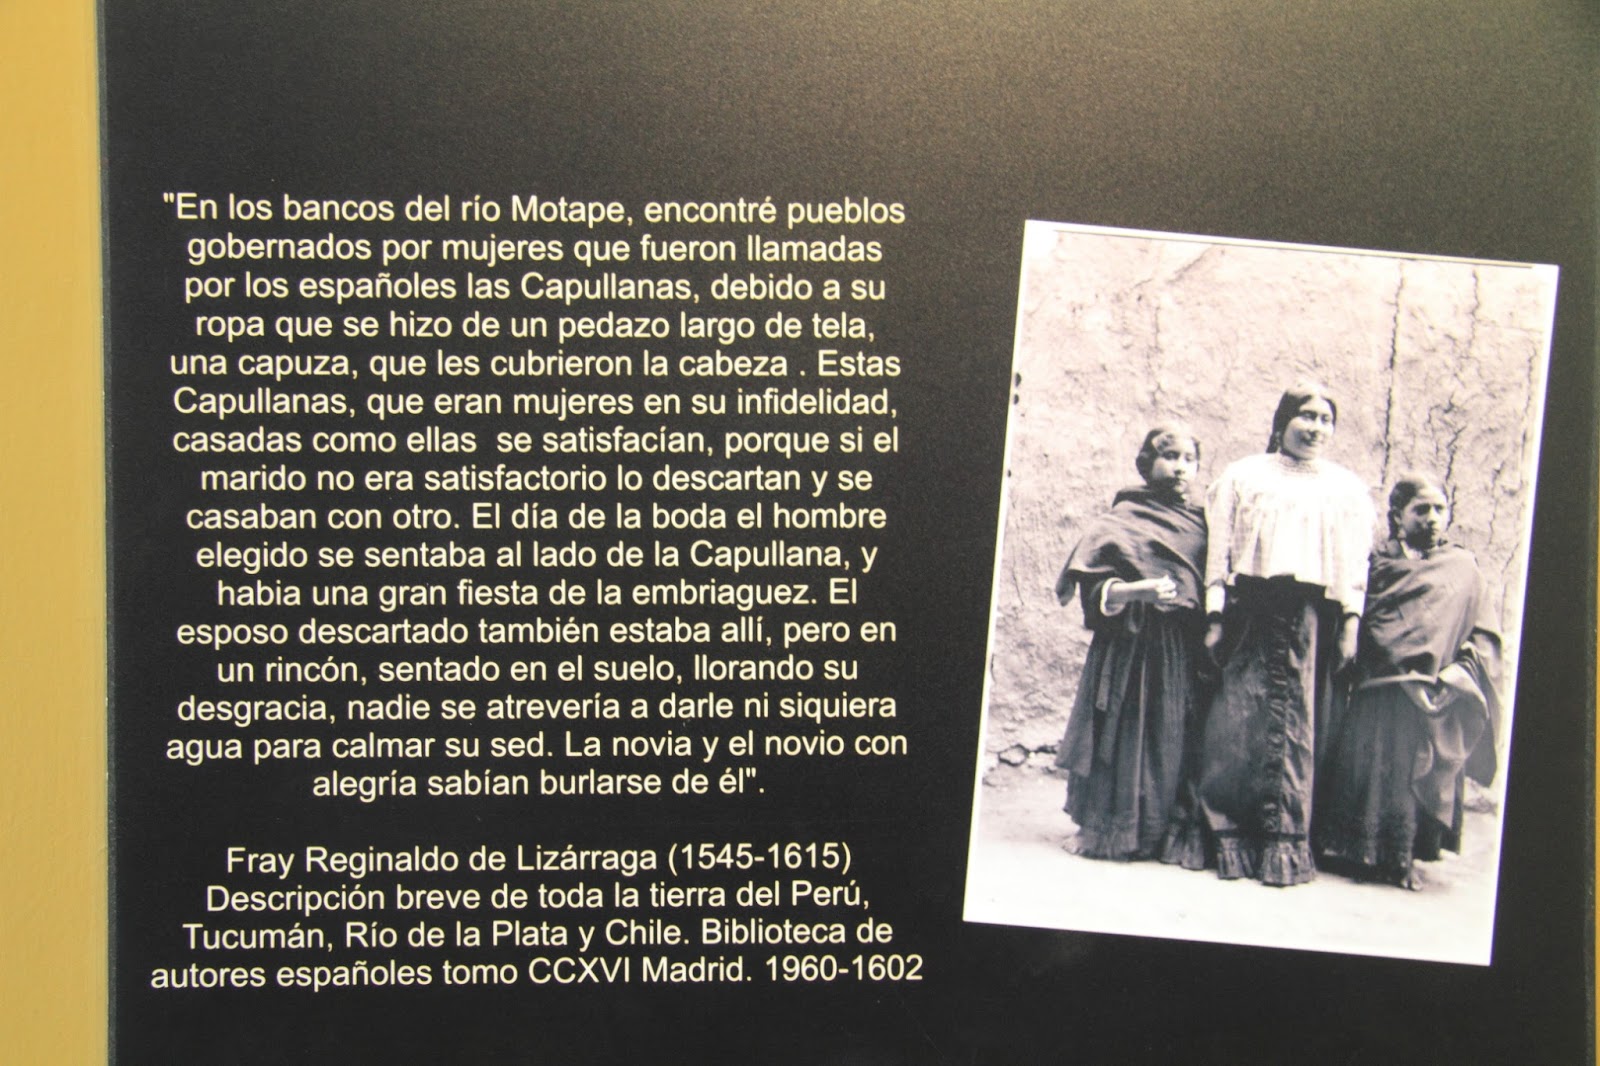 "En los bancos del río Motape, encontré pueblos
gobernados por mujeres que fueron llamadas
por los españoles las Capullanas, debido a su
ropa que se hizo de un pedazo largo de tela,
una capuza, que les cubrieron la cabeza . Estas
Capullanas, que eran mujeres en su infidelidad,
casadas como ellas  se satisfacían, porque si el
marido no era satisfactorio lo descartan y se
casaban con otro. El día de la boda el hombre
elegido se sentaba al lado de la Capullana, y
habia una gran fiesta de la embriaguez. El
esposo descartado también estaba allí, pero en
un rincón, sentado en el suelo, llorando su
desgracia, nadie se atrevería a darle ni siquiera
agua para calmar su sed. La novia y el novio con
alegría sabían burlarse de él".
Fray Reginaldo de Lizárraga (1545-1615)
Descripción breve de toda la tierra del Perú,
Tucumán, Río de la Plata y Chile. Biblioteca de
autores españoles tomo CCXVI Madrid. 1960-1602